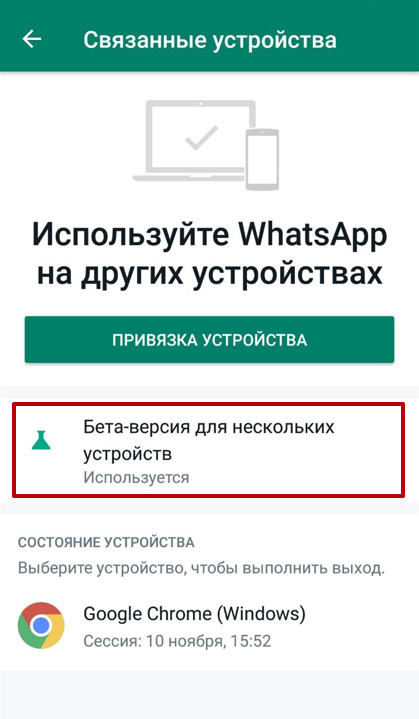 Связанные устройства
Используйте WhatsApp
на других устройствах
ПРИВЯЗКА УСТРОЙСТВА
Бета-версия для нескольких
устройств
Используется
СОСТОЯНИЕ УСТРОЙСТВА
Выберите устройство, чтобы выполнить выход.
Google Chrome (Windows)
Сессия: 10 ноября, 15:52